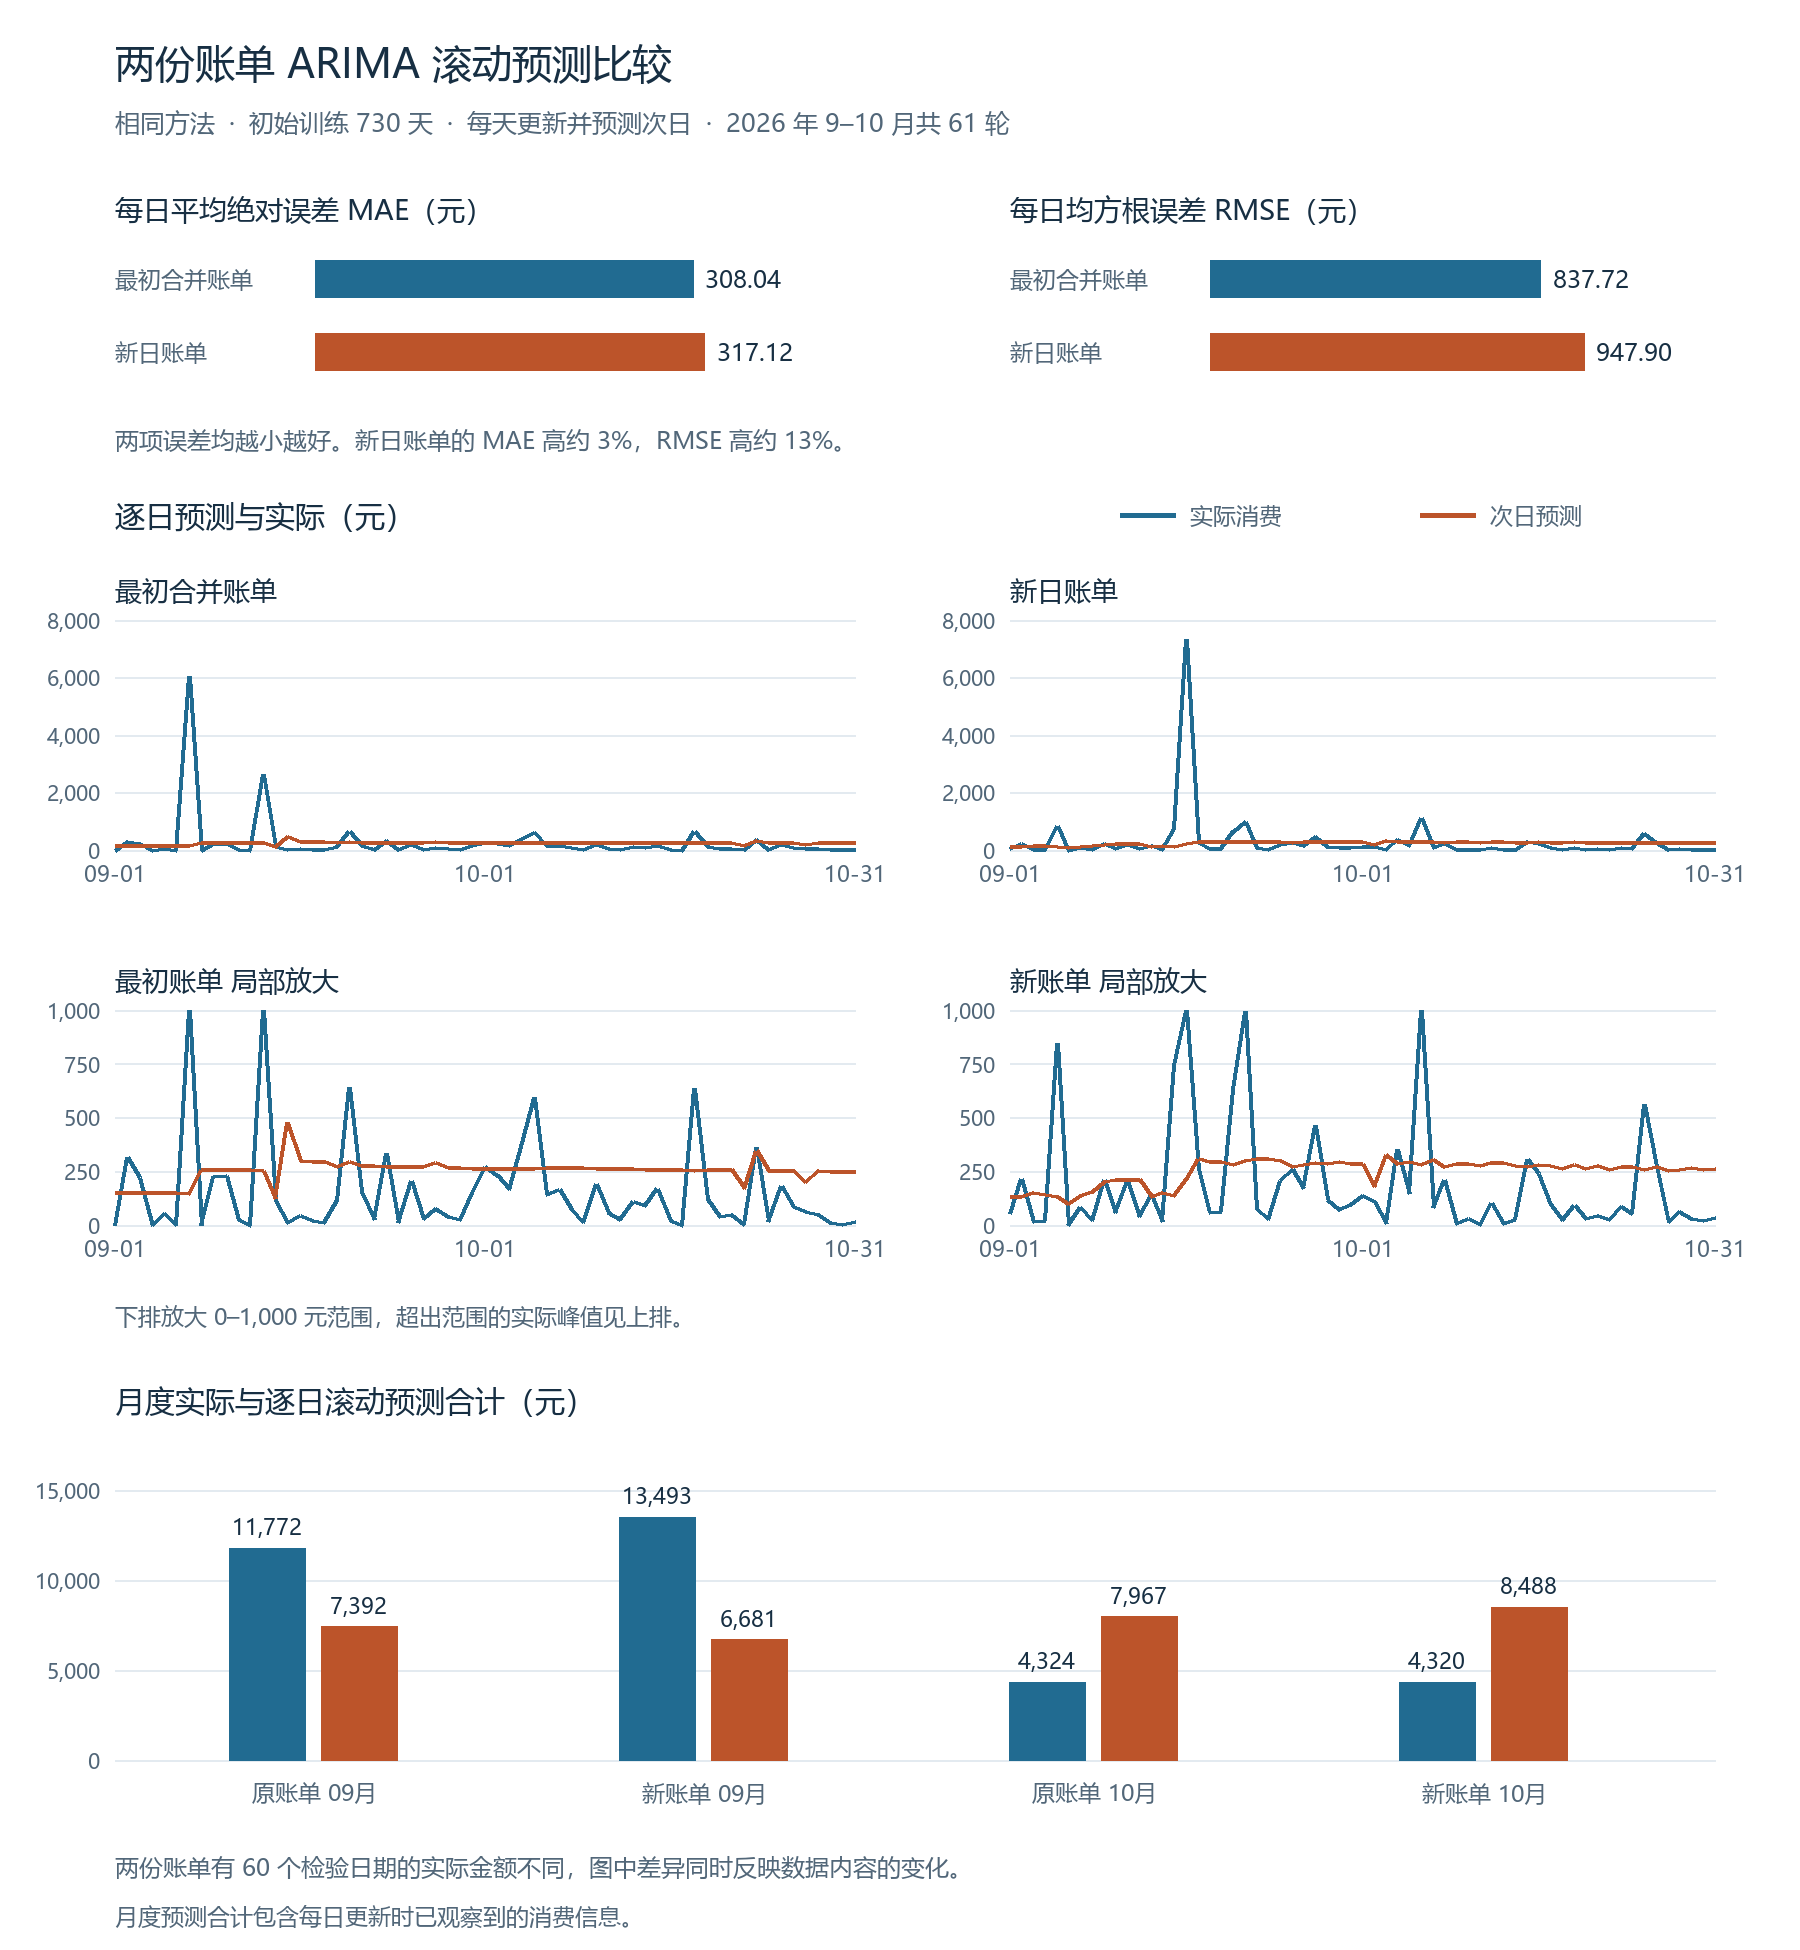 两份账单 ARIMA 滚动预测比较
相同方法 · 初始训练 730 天 · 每天更新并预测次日 · 2026 年 9–10 月共 61 轮
每日平均绝对误差 MAE（元）
最初合并账单 308.04
新日账单 317.12
每日均方根误差 RMSE（元）
最初合并账单 837.72
新日账单 947.90
两项误差均越小越好。新日账单的 MAE 高约 3%，RMSE 高约 13%。
逐日预测与实际（元）
实际消费
次日预测
最初合并账单
8,000
6,000
4,000
2,000
0
09-01 10-01 10-31
新日账单
8,000
6,000
4,000
2,000
0
09-01 10-01 10-31
最初账单 局部放大
1,000
750
500
250
0
09-01 10-01 10-31
新账单 局部放大
1,000
750
500
250
0
09-01 10-01 10-31
下排放大 0–1,000 元范围，超出范围的实际峰值见上排。
月度实际与逐日滚动预测合计（元）
15,000
10,000
5,000
0
11,772
7,392
13,493
6,681
4,324
7,967
4,320
8,488
原账单 09月
新账单 09月
原账单 10月
新账单 10月
两份账单有 60 个检验日期的实际金额不同，图中差异同时反映数据内容的变化。
月度预测合计包含每日更新时已观察到的消费信息。